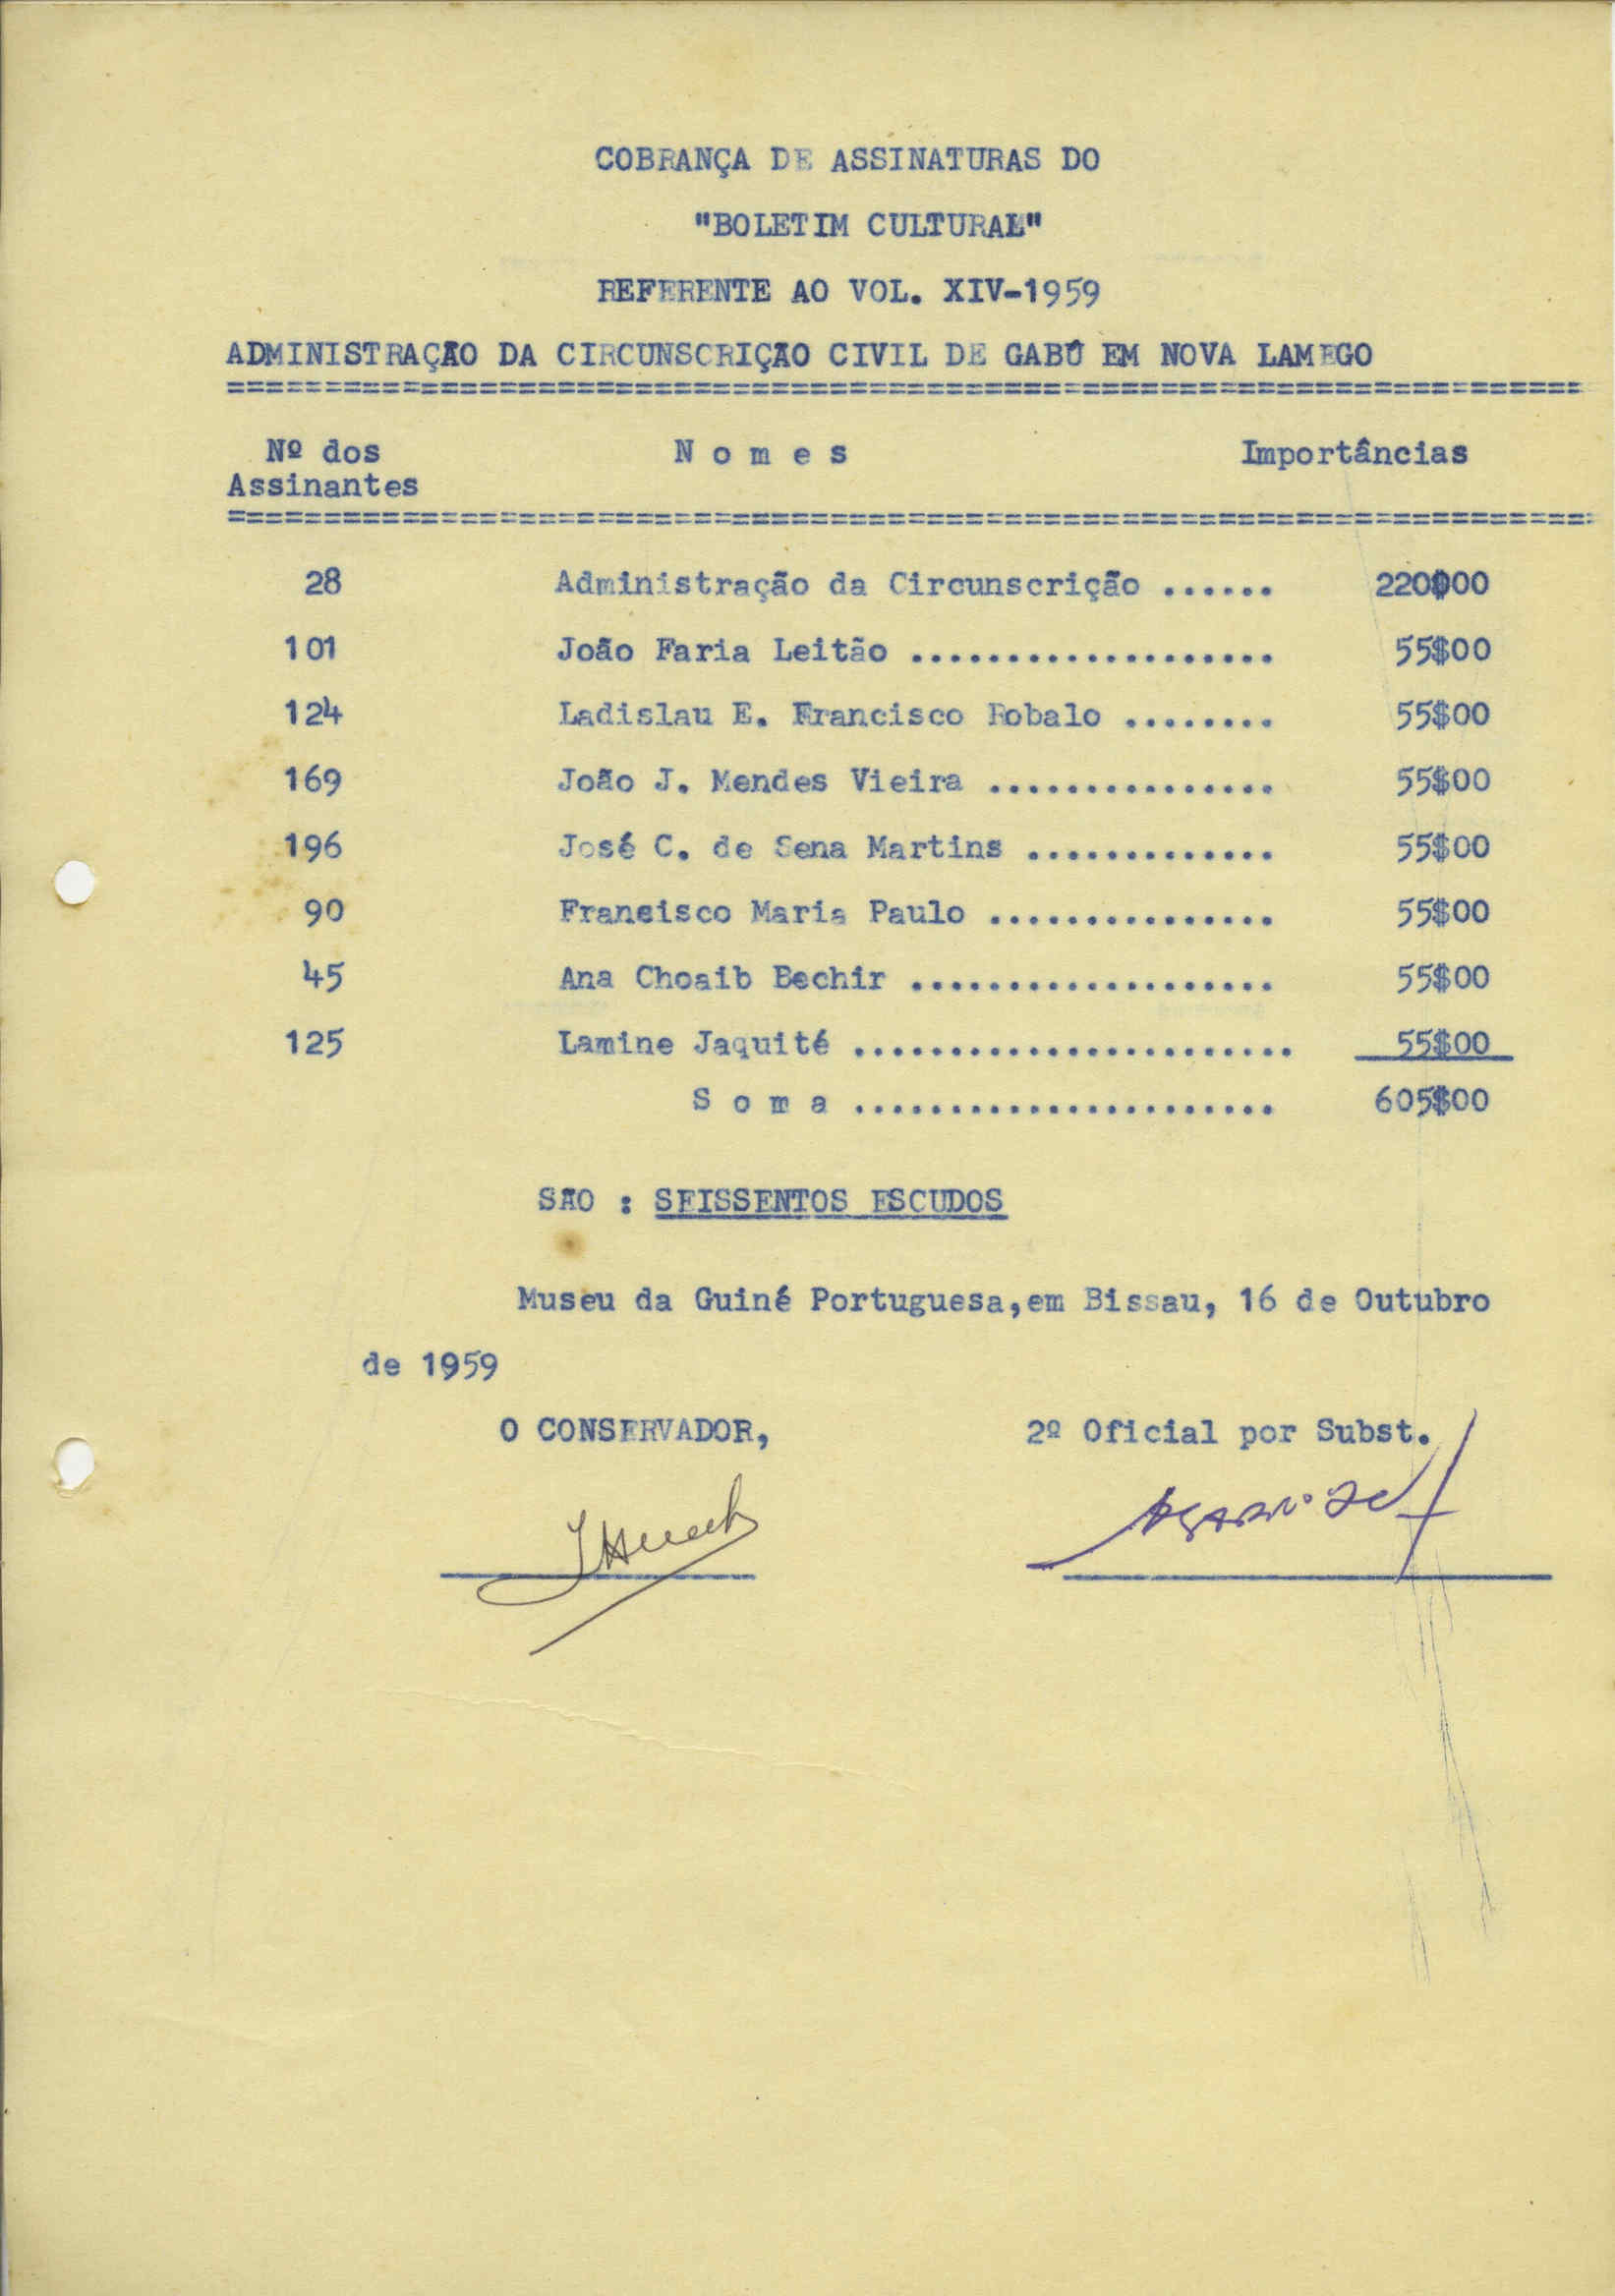 COBRANÇA DE ASSINATURAS DO
"BOLETIM CULTURAL"
REFERENTE AO VOL. XIV-1959
ADMINISTRAÇÃO DA CIRCUNSCRIÇÃO CIVIL DE GABÚ EM NOVA LAMEGO
================================================================
Nº dos N o m e s Importâncias
Assinantes
================================================================
28 Administração da Circunscrição ...... 220$00
101 João Faria Leitão ................... 55$00
124 Ladislau E. Francisco Robalo ........ 55$00
169 João J. Mendes Vieira ............... 55$00
196 José C. de Sena Martins ............. 55$00
90 Francisco Maria Paulo ............... 55$00
45 Ana Choaib Bechir ................... 55$00
125 Lamine Jaquité ....................... 55$00
S o m a ...................... 605$00
SÃO : SEISSENTOS ESCUDOS
Museu da Guiné Portuguesa,em Bissau, 16 de Outubro
de 1959
O CONSERVADOR, 2º Oficial por Subst.